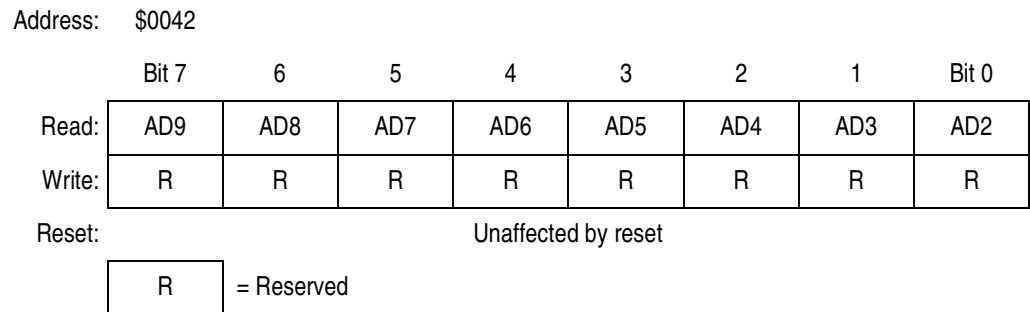 Address: $0042
Bit 7 6 5 4 3 2 1 Bit 0
Read: AD9 AD8 AD7 AD6 AD5 AD4 AD3 AD2
Write: R R R R R R R R
Reset: Unaffected by reset
R = Reserved